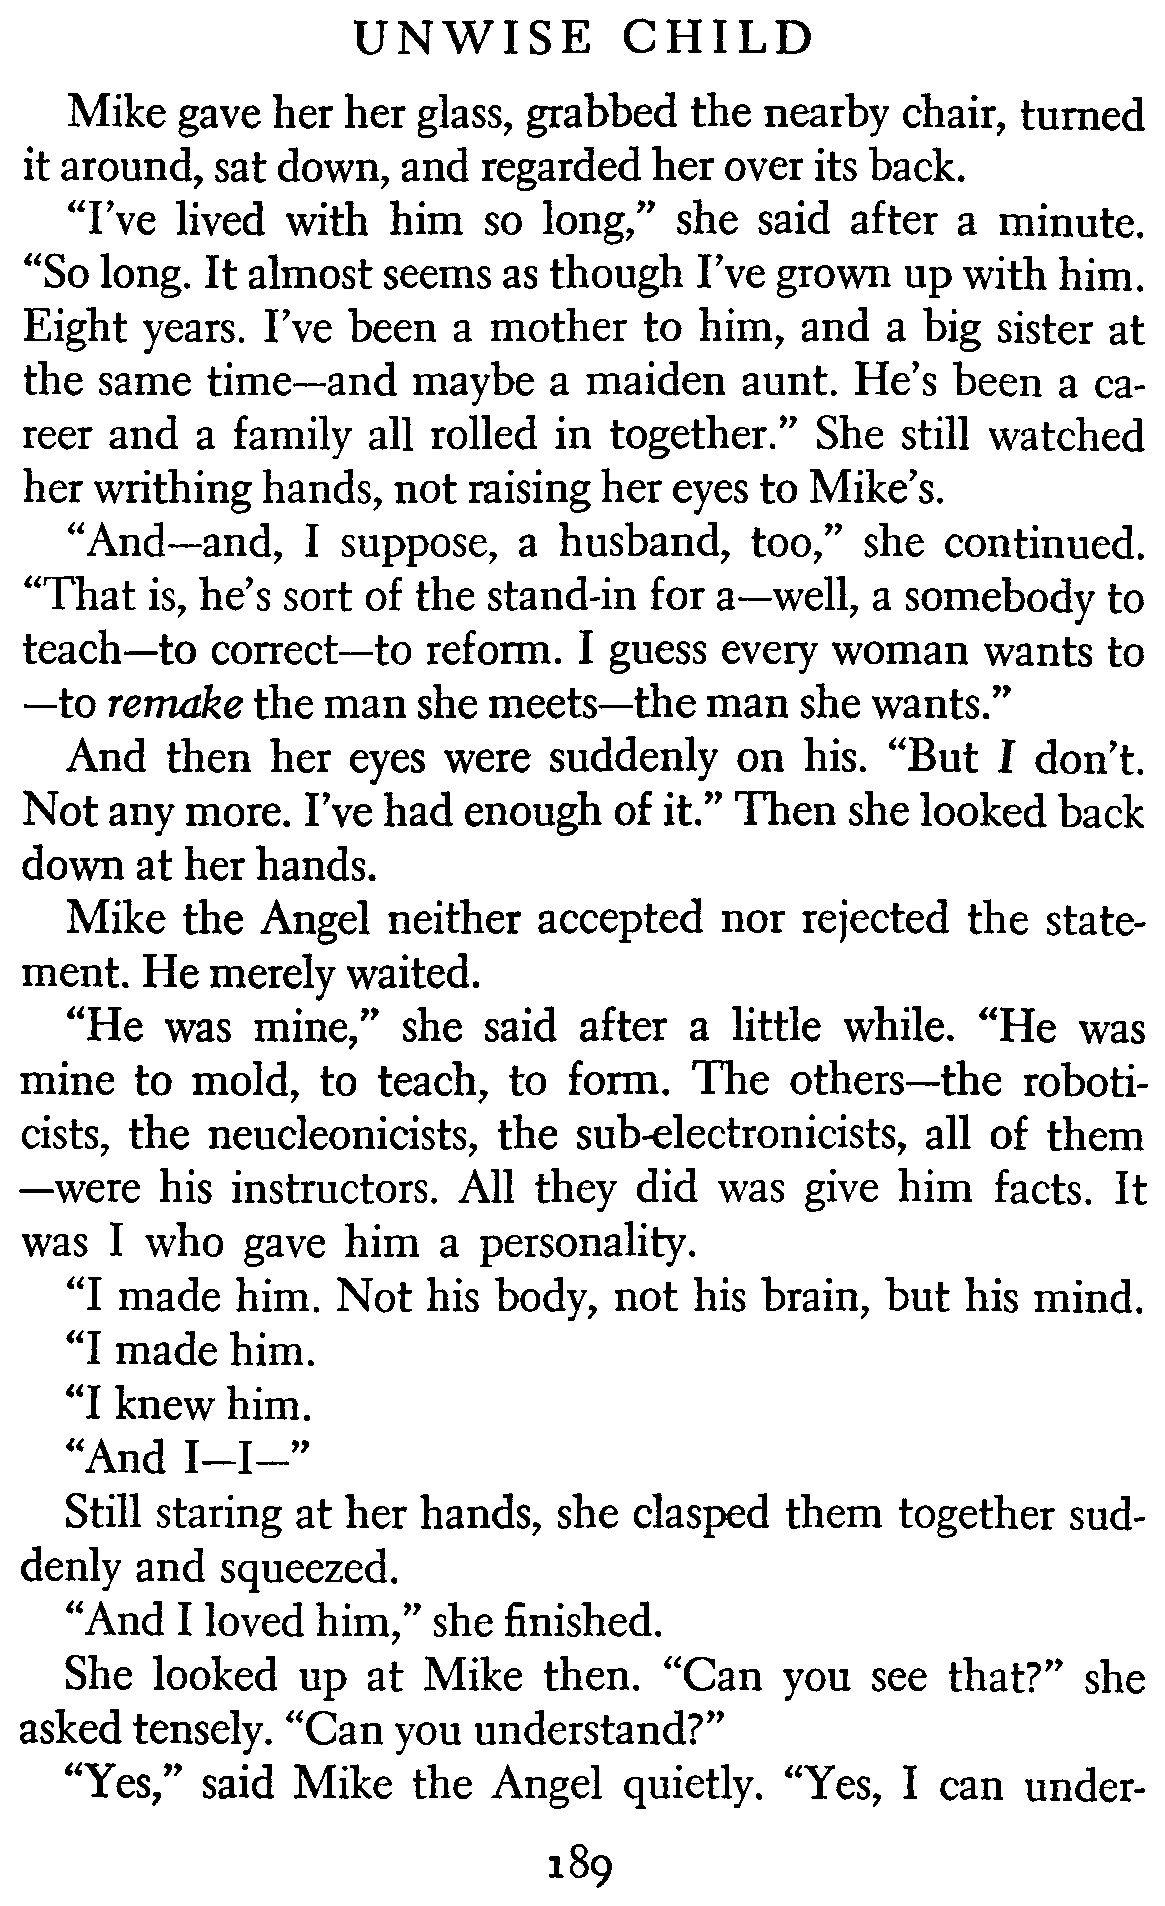 UNWISE CHILD
Mike gave her her glass, grabbed the nearby chair, turned
it around, sat down, and regarded her over its back.
“I’ve lived with him so long,” she said after a minute.
“So long. It almost seems as though I’ve grown up with him.
Eight years. I’ve been a mother to him, and a big sister at
the same time—and maybe a maiden aunt. He’s been a ca-
reer and a family all rolled in together.” She still watched
her writhing hands, not raising her eyes to Mike’s.
“And—and, I suppose, a husband, too,” she continued.
“That is, he’s sort of the stand-in for a—well, a somebody to
teach—to correct—to reform. I guess every woman wants to
—to remake the man she meets—the man she wants.”
And then her eyes were suddenly on his. “But I don’t.
Not any more. I’ve had enough of it.” Then she looked back
down at her hands.
Mike the Angel neither accepted nor rejected the state-
ment. He merely waited.
“He was mine,” she said after a little while. “He was
mine to mold, to teach, to form. The others—the roboti-
cists, the neucleonicists, the sub-electronicists, all of them
—were his instructors. All they did was give him facts. It
was I who gave him a personality.
“I made him. Not his body, not his brain, but his mind.
“I made him.
“I knew him.
“And I—I—”
Still staring at her hands, she clasped them together sud-
denly and squeezed.
“And I loved him,” she finished.
She looked up at Mike then. “Can you see that?” she
asked tensely. “Can you understand?”
“Yes,” said Mike the Angel quietly. “Yes, I can under-
189